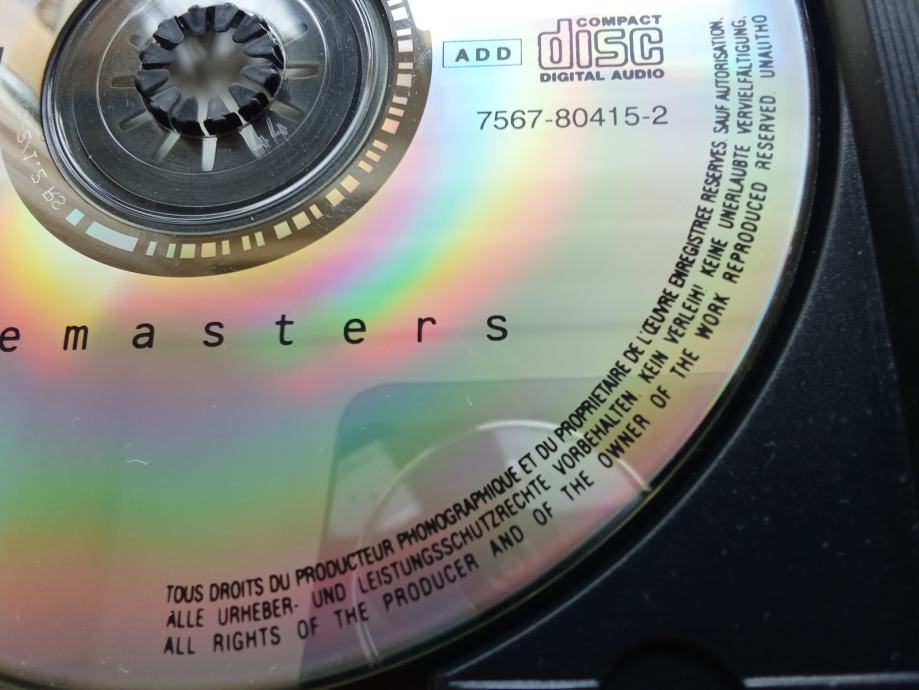 ADD
COMPACT
disc
DIGITAL AUDIO
7567-80415-2
44
emasters
TOUS DROITS DU PRODUCTEUR PHONOGRAPHIQUE ET DU PROPRIETAIRE DE L'ŒUVRE ENREGISTREE RESERVES SAUF AUTORISATION.
ALLE URHEBER- UND LEISTUNGSSCHUTZRECHTE VORBEHALTEN. KEIN VERLEIH! KEINE UNERLAUBTE VERVIELFÄLTIGUNG,
ALL RIGHTS OF THE PRODUCER AND OF THE OWNER OF THE WORK REPRODUCED RESERVED. UNAUTHO